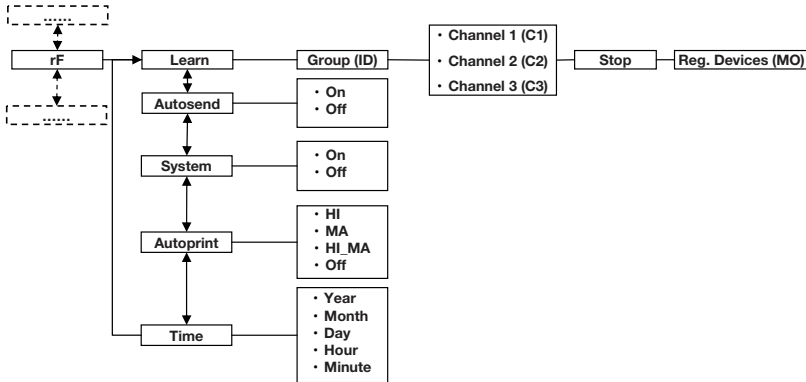 ......
rF
......
Learn
Group (ID)
· Channel 1 (C1)
· Channel 2 (C2)
· Channel 3 (C3)
Stop
Reg. Devices (MO)
Autosend
· On
· Off
System
· On
· Off
Autoprint
· HI
· MA
· HI_MA
· Off
Time
· Year
· Month
· Day
· Hour
· Minute